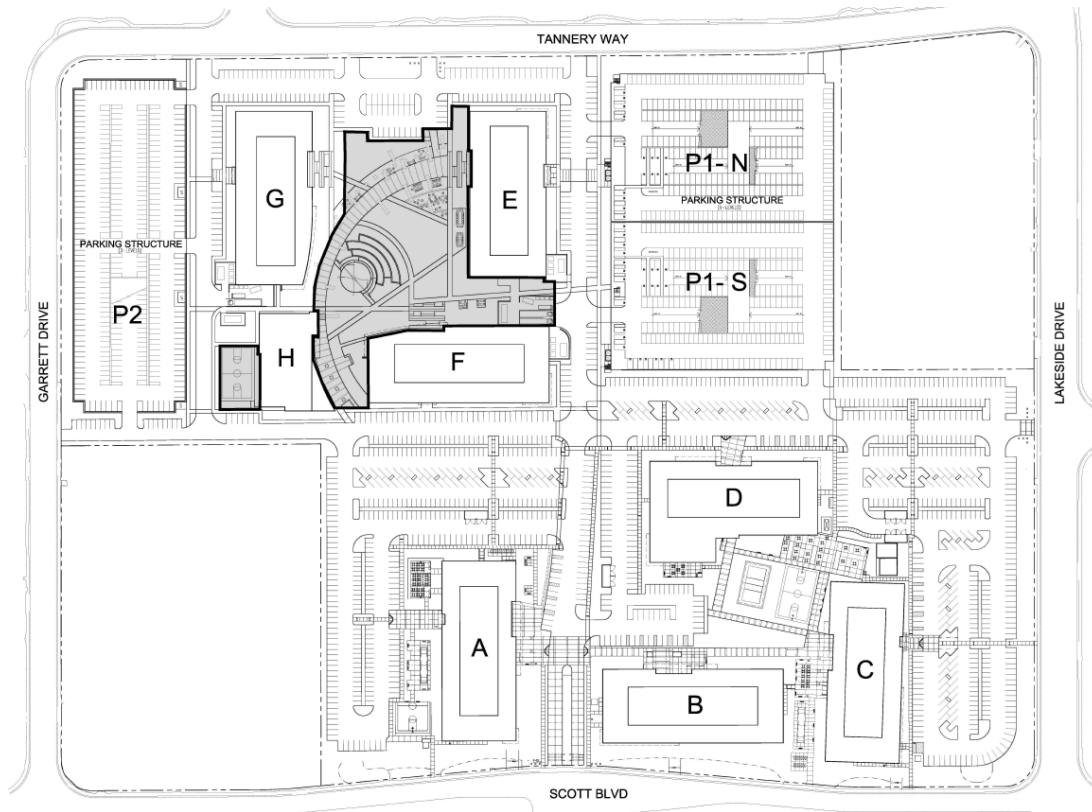 TANNERY WAY
G
E
P1- N
PARKING STRUCTURE
PARKING STRUCTURE
P1- S
P2
GARRETT DRIVE
LAKESIDE DRIVE
H
F
D
A
C
B
SCOTT BLVD